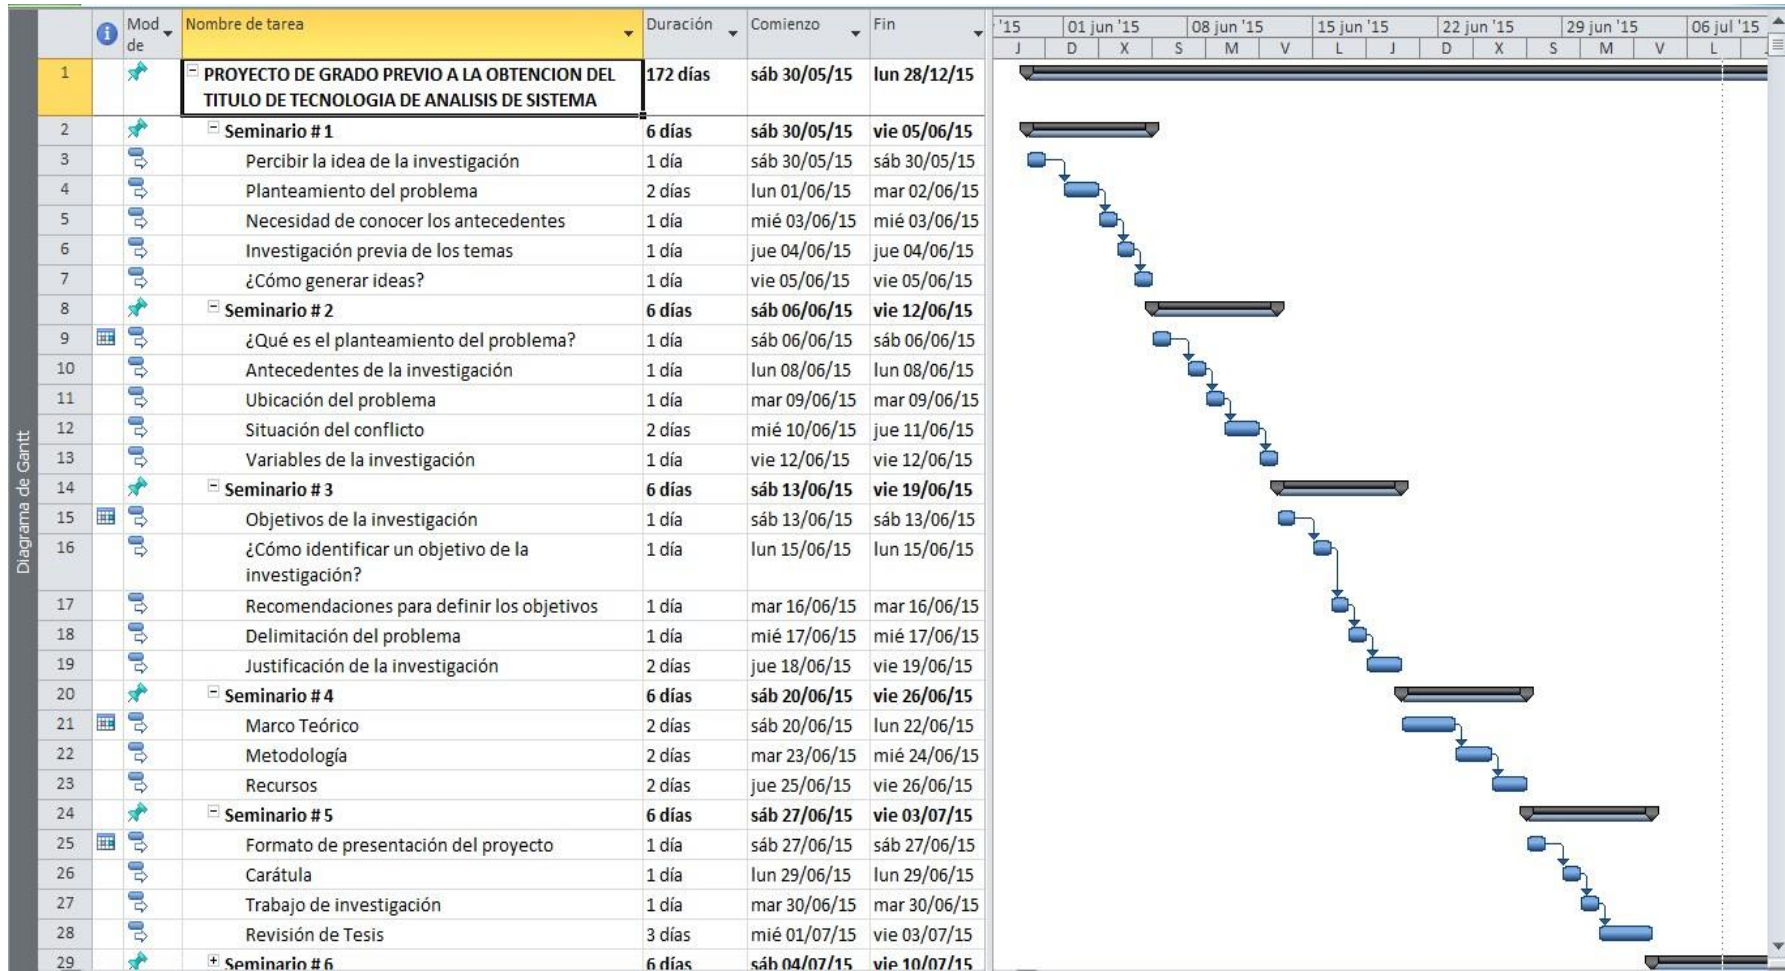 Mod de	Nombre de tarea	Duración	Comienzo	Fin	'15	01 jun '15	08 jun '15	15 jun '15	22 jun '15	29 jun '15	06 jul '15
J	D	X	S	M	V	L	J	D	X	S	M	V	L
1	PROYECTO DE GRADO PREVIO A LA OBTENCION DEL	172 días	sáb 30/05/15	lun 28/12/15
TITULO DE TECNOLOGIA DE ANALISIS DE SISTEMA
2	Seminario # 1	6 días	sáb 30/05/15	vie 05/06/15
3	Percibir la idea de la investigación	1 día	sáb 30/05/15	sáb 30/05/15
4	Planteamiento del problema	2 días	lun 01/06/15	mar 02/06/15
5	Necesidad de conocer los antecedentes	1 día	mié 03/06/15	mié 03/06/15
6	Investigación previa de los temas	1 día	jue 04/06/15	jue 04/06/15
7	¿Cómo generar ideas?	1 día	vie 05/06/15	vie 05/06/15
8	Seminario # 2	6 días	sáb 06/06/15	vie 12/06/15
9	¿Qué es el planteamiento del problema?	1 día	sáb 06/06/15	sáb 06/06/15
10	Antecedentes de la investigación	1 día	lun 08/06/15	lun 08/06/15
11	Ubicación del problema	1 día	mar 09/06/15	mar 09/06/15
12	Situación del conflicto	2 días	mié 10/06/15	jue 11/06/15
13	Variables de la investigación	1 día	vie 12/06/15	vie 12/06/15
14	Seminario # 3	6 días	sáb 13/06/15	vie 19/06/15
15	Objetivos de la investigación	1 día	sáb 13/06/15	sáb 13/06/15
16	¿Cómo identificar un objetivo de la	1 día	lun 15/06/15	lun 15/06/15
investigación?
17	Recomendaciones para definir los objetivos	1 día	mar 16/06/15	mar 16/06/15
18	Delimitación del problema	1 día	mié 17/06/15	mié 17/06/15
19	Justificación de la investigación	2 días	jue 18/06/15	vie 19/06/15
20	Seminario # 4	6 días	sáb 20/06/15	vie 26/06/15
21	Marco Teórico	2 días	sáb 20/06/15	lun 22/06/15
22	Metodología	2 días	mar 23/06/15	mié 24/06/15
23	Recursos	2 días	jue 25/06/15	vie 26/06/15
24	Seminario # 5	6 días	sáb 27/06/15	vie 03/07/15
25	Formato de presentación del proyecto	1 día	sáb 27/06/15	sáb 27/06/15
26	Carátula	1 día	lun 29/06/15	lun 29/06/15
27	Trabajo de investigación	1 día	mar 30/06/15	mar 30/06/15
28	Revisión de Tesis	3 días	mié 01/07/15	vie 03/07/15
29	Seminario # 6	6 días	sáb 04/07/15	vie 10/07/15
Diagrama de Gantt